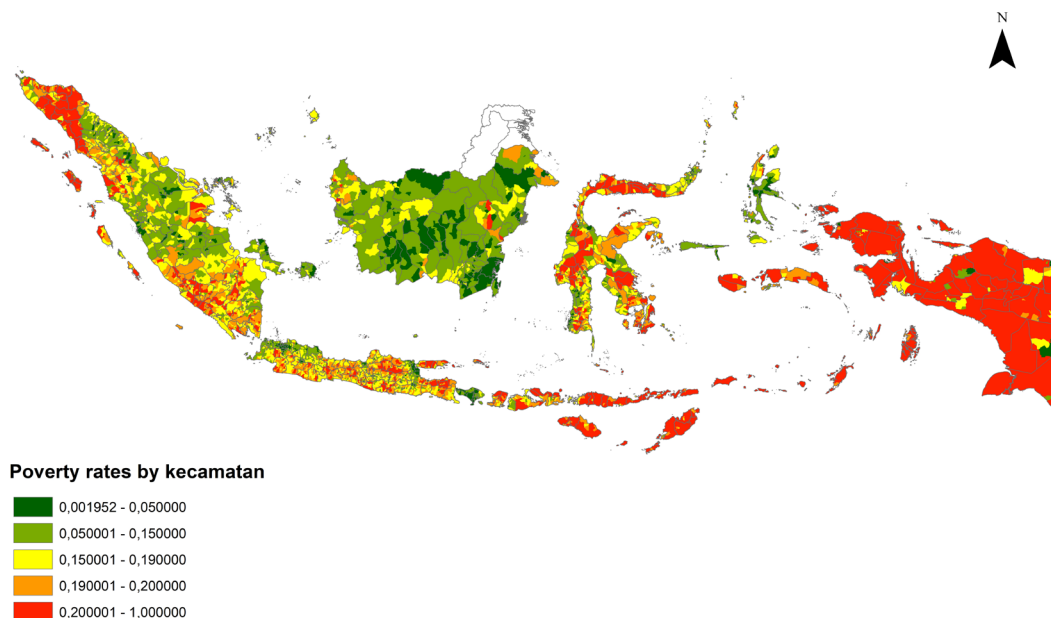 N
Poverty rates by kecamatan
0,001952 - 0,050000
0,050001 - 0,150000
0,150001 - 0,190000
0,190001 - 0,200000
0,200001 - 1,000000